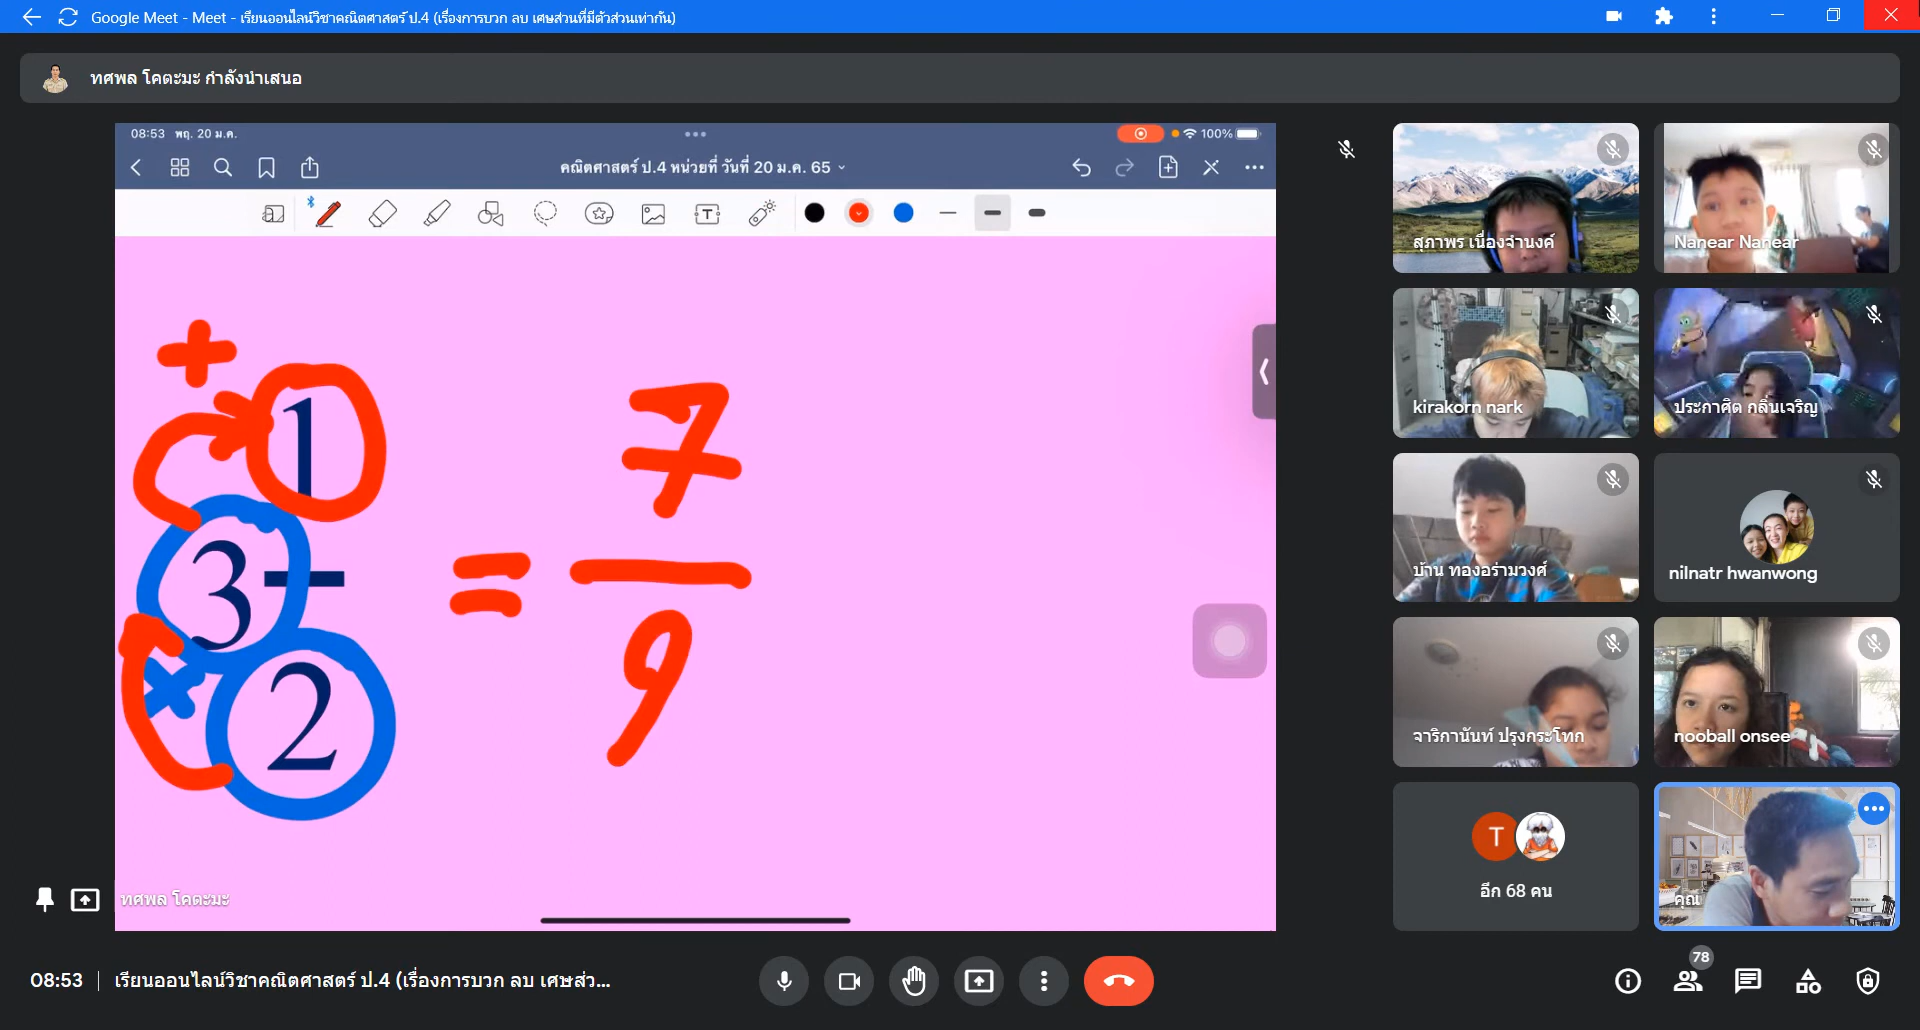 Google Meet - Meet - เรียนออนไลน์วิชาคณิตศาสตร์ ป.4 (เรื่องการบวก ลบ เศษส่วนที่มีตัวส่วนเท่ากัน)
ทศพล โคตะมะ กำลังนำเสนอ
08:53 พฤ. 20 ม.ค.
100%
คณิตศาสตร์ ป.4 หน่วยที่ วันที่ 20 ม.ค. 65
T
+
1
3
×
2
=
7
9
ทศพล โคตะมะ
สุภาพร เนื่องจำนงค์
Nanear Nanear
kirakorn nark
ประกาศิต กลิ่นเจริญ
บ้าน ทองอร่ามวงศ์
nilnatr hwanwong
จาริกานันท์ ปรุงกระโทก
nooball onsee
T
อีก 68 คน
คุณ
08:53 | เรียนออนไลน์วิชาคณิตศาสตร์ ป.4 (เรื่องการบวก ลบ เศษส่ว...
78